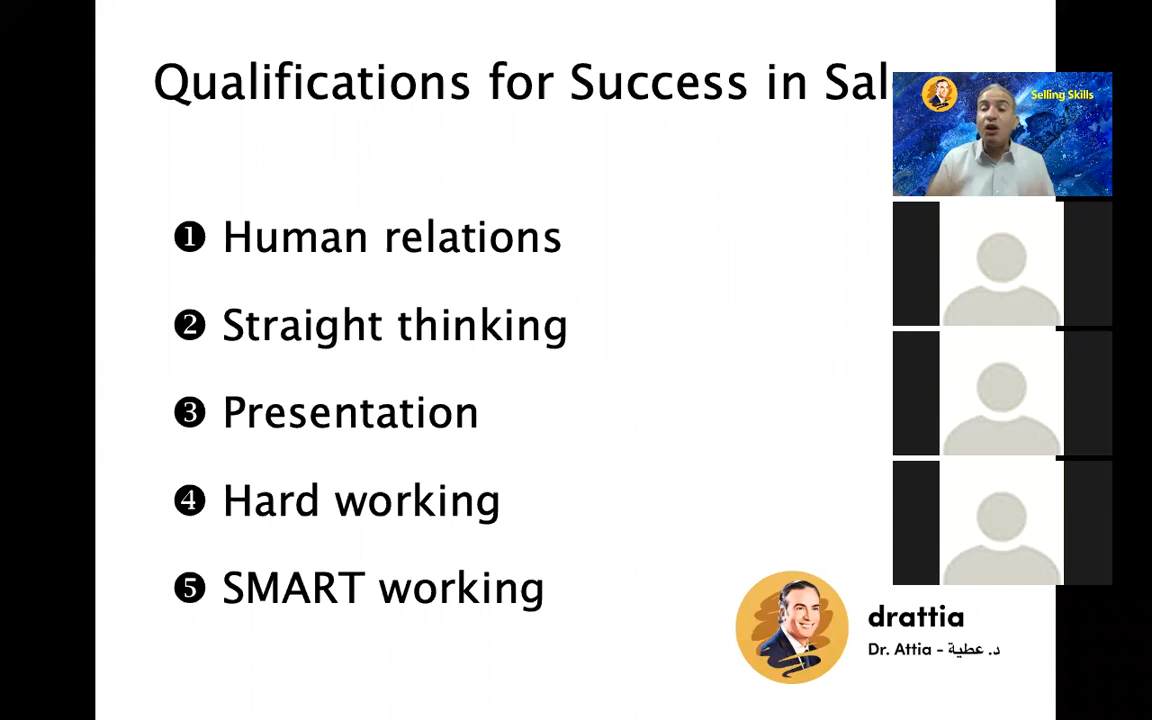 Qualifications for Success in Sal
Selling Skills
❶ Human relations
❷ Straight thinking
❸ Presentation
❹ Hard working
❺ SMART working
drattia
Dr. Attia - د. عطية